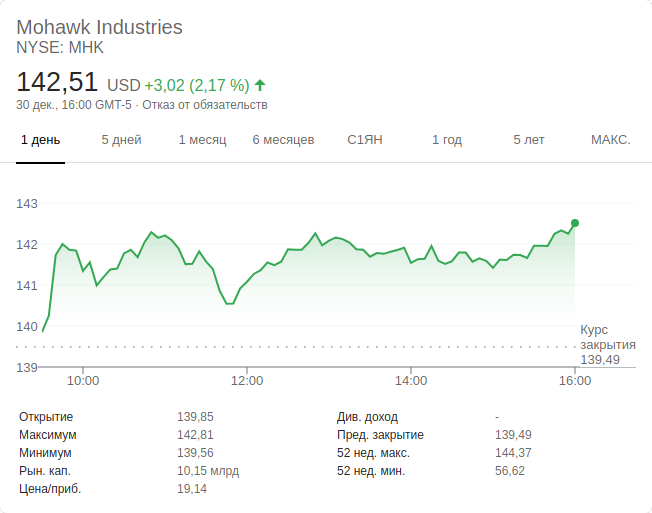 Mohawk Industries
NYSE: MHK
142,51 USD +3,02 (2,17 %)
30 дек., 16:00 GMT-5 · Отказ от обязательств
1 день 5 дней 1 месяц 6 месяцев С1ЯН 1 год 5 лет МАКС.
143
142
141
140
139
Курс
закрытия
139,49
10:00 12:00 14:00 16:00
Открытие 139,85
Максимум 142,81
Минимум 139,56
Рын. кап. 10,15 млрд
Цена/приб. 19,14
Див. доход -
Пред. закрытие 139,49
52 нед. макс. 144,37
52 нед. мин. 56,62